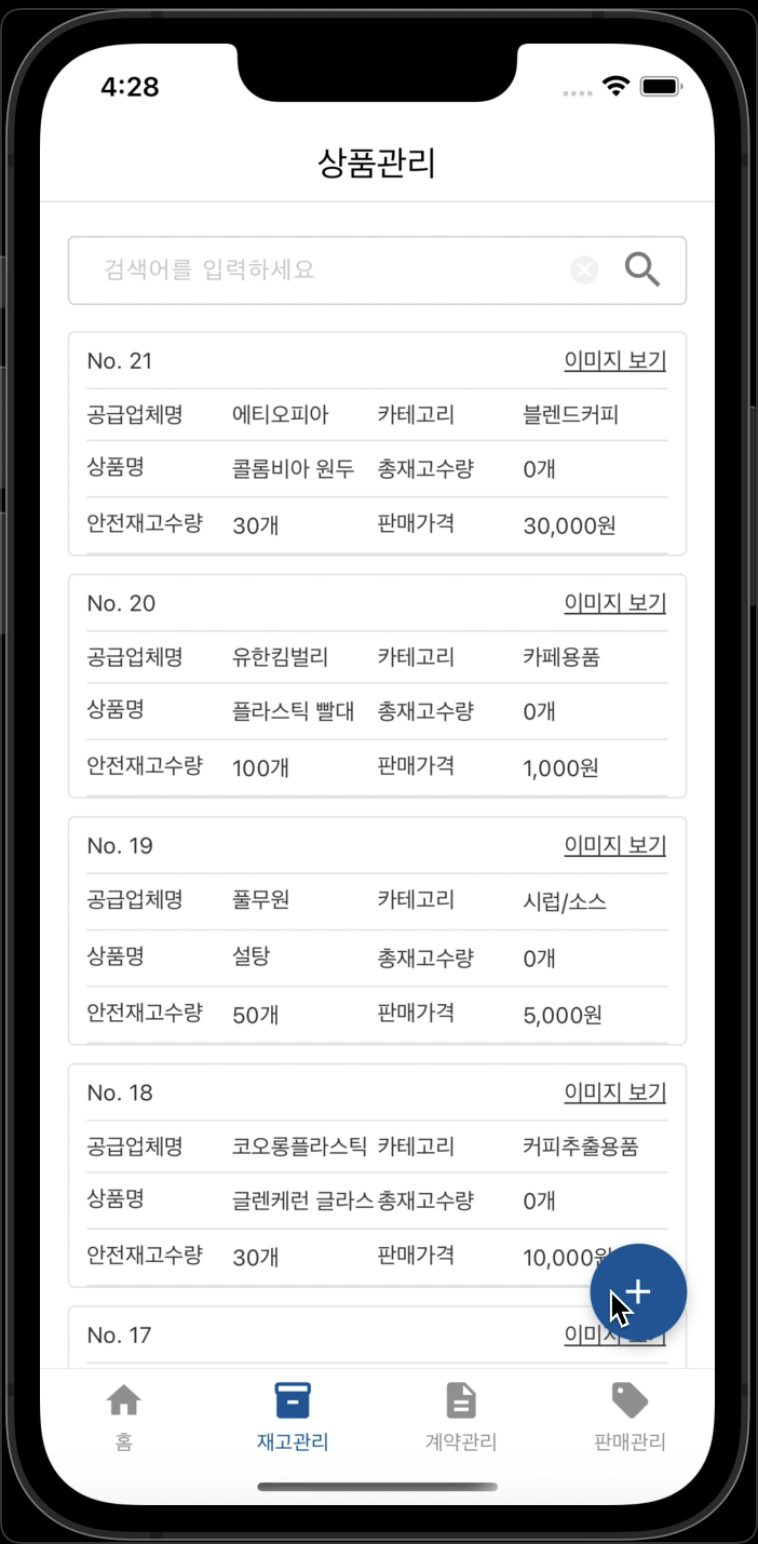 4:28
상품관리
검색어를 입력하세요
No. 21 이미지 보기
공급업체명 에티오피아 카테고리 블렌드커피
상품명 콜롬비아 원두 총재고수량 0개
안전재고수량 30개 판매가격 30,000원
No. 20 이미지 보기
공급업체명 유한킴벌리 카테고리 카페용품
상품명 플라스틱 빨대 총재고수량 0개
안전재고수량 100개 판매가격 1,000원
No. 19 이미지 보기
공급업체명 풀무원 카테고리 시럽/소스
상품명 설탕 총재고수량 0개
안전재고수량 50개 판매가격 5,000원
No. 18 이미지 보기
공급업체명 코오롱플라스틱 카테고리 커피추출용품
상품명 글렌케런 글라스 총재고수량 0개
안전재고수량 30개 판매가격 10,000원
No. 17 이미지
홈 재고관리 계약관리 판매관리